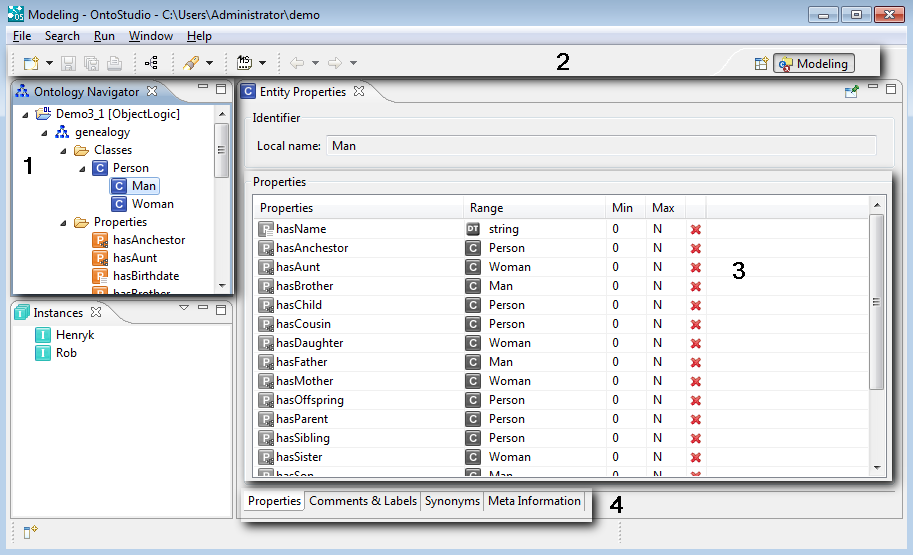 Modeling - OntoStudio - C:\Users\Administrator\demo
File Search Run Window Help
2
Modeling
Ontology Navigator
Demo3_1 [ObjectLogic]
genealogy
Classes
1
Person
Man
Woman
Properties
hasAnchestor
hasAunt
hasBirthdate
hasBrother
Instances
Henryk
Rob
Entity Properties
Identifier
Local name: Man
Properties
Properties Range Min Max
hasName DT string 0 N
hasAnchestor C Person 0 N
hasAunt C Woman 0 N
3
hasBrother C Man 0 N
hasChild C Person 0 N
hasCousin C Person 0 N
hasDaughter C Woman 0 N
hasFather C Man 0 N
hasMother C Woman 0 N
hasOffspring C Person 0 N
hasParent C Person 0 N
hasSibling C Person 0 N
hasSister C Woman 0 N
hasSon C Man 0 N
Properties Comments & Labels Synonyms Meta Information
4